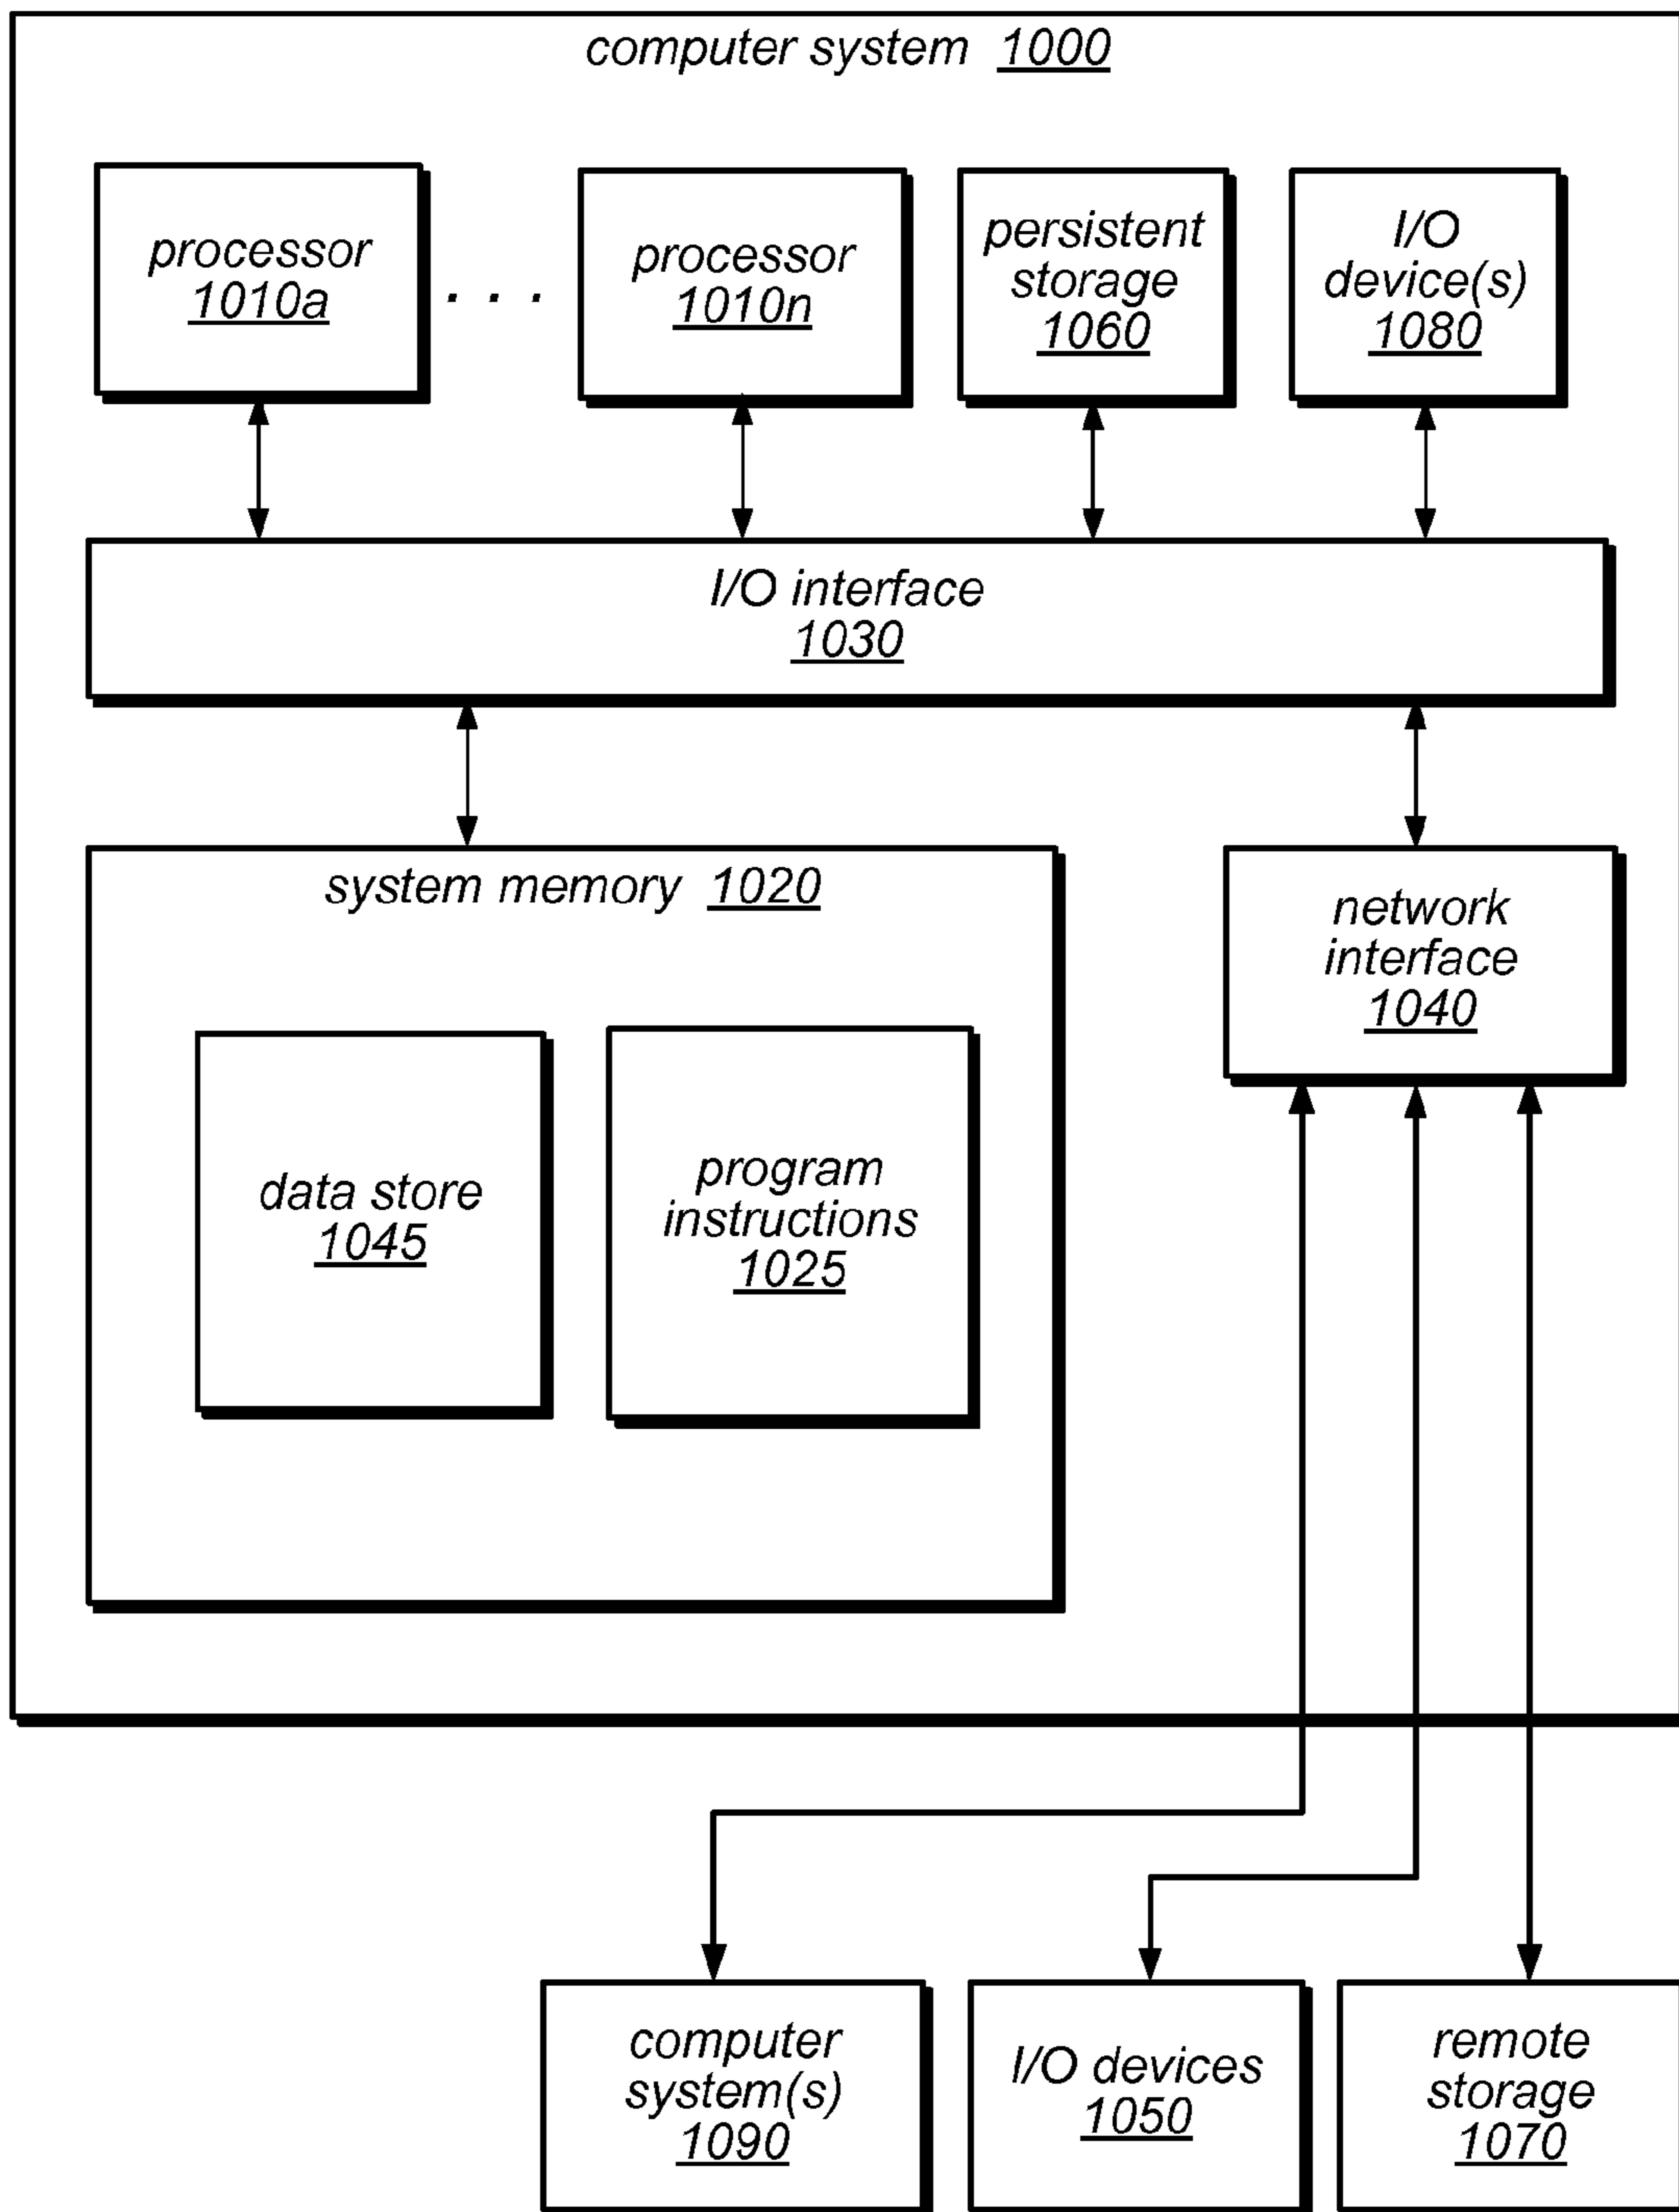 computer system 1000
processor
1010a
. . .
processor
1010n
persistent
storage
1060
I/O
device(s)
1080
I/O interface
1030
system memory 1020
network
interface
1040
data store
1045
program
instructions
1025
computer
system(s)
1090
I/O devices
1050
remote
storage
1070